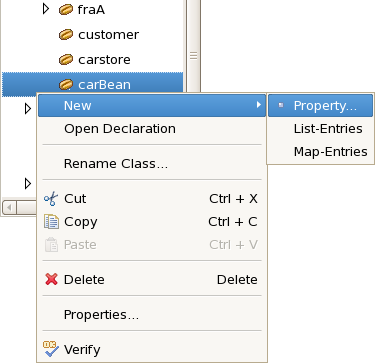 fraA
customer
carstore
carBean
New
Property...
Open Declaration
List-Entries
Map-Entries
Rename Class...
Cut Ctrl + X
Copy Ctrl + C
Paste Ctrl + V
Delete Delete
Properties...
Verify